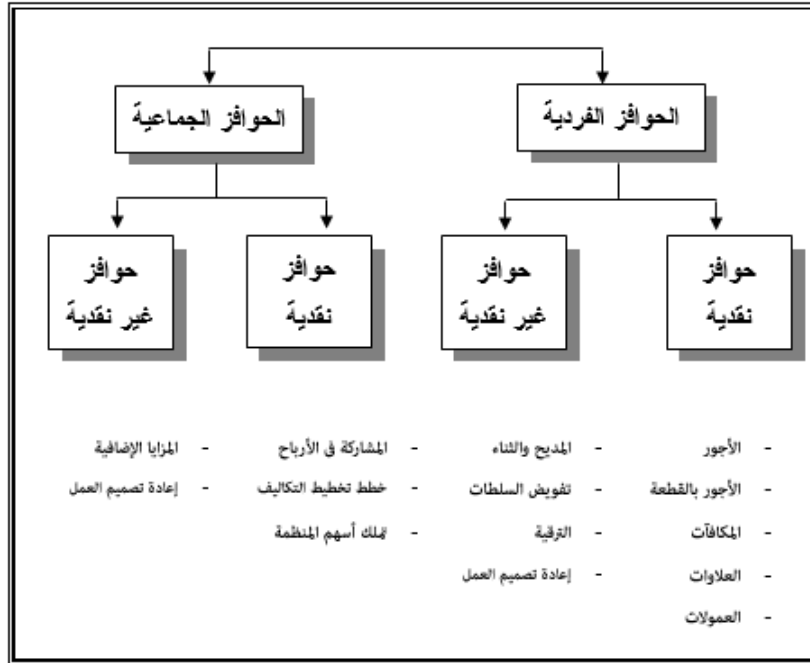 الحوافز الفردية
الحوافز الجماعية
حوافز
نقدية
حوافز
غير نقدية
حوافز
نقدية
حوافز
غير نقدية
- الأجور
- الأجور بالقطعة
- المكافآت
- العلاوات
- العمولات
- المديح والثناء
- تفويض السلطات
- الترقية
- إعادة تصميم العمل
- المشاركة فى الأرباح
- خطط تخطيط التكاليف
- تملك أسهم المنظمة
- المزايا الإضافية
- إعادة تصميم العمل